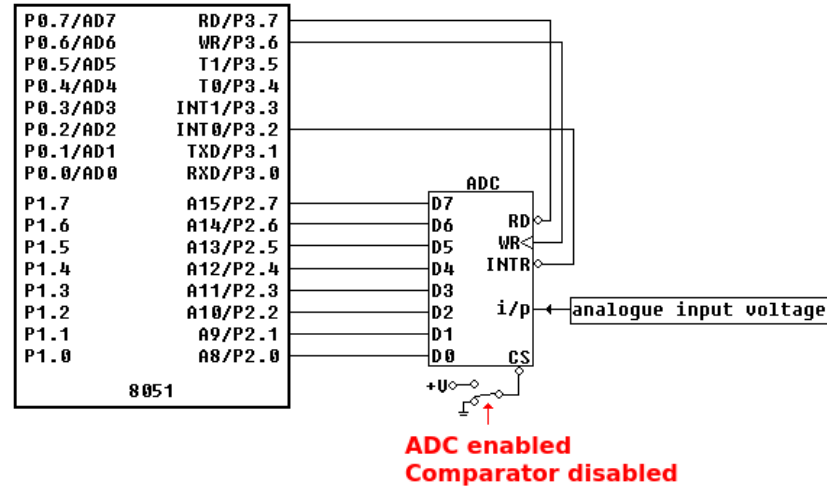 P0.7/AD7 RD/P3.7
P0.6/AD6 WR/P3.6
P0.5/AD5 T1/P3.5
P0.4/AD4 T0/P3.4
P0.3/AD3 INT1/P3.3
P0.2/AD2 INT0/P3.2
P0.1/AD1 TXD/P3.1
P0.0/AD0 RXD/P3.0
P1.7 A15/P2.7
P1.6 A14/P2.6
P1.5 A13/P2.5
P1.4 A12/P2.4
P1.3 A11/P2.3
P1.2 A10/P2.2
P1.1 A9/P2.1
P1.0 A8/P2.0
8051
ADC
D7
D6 RD
D5 WR
D4 INTR
D3
D2 i/p
D1
D0 CS
analogue input voltage
+V
ADC enabled
Comparator disabled